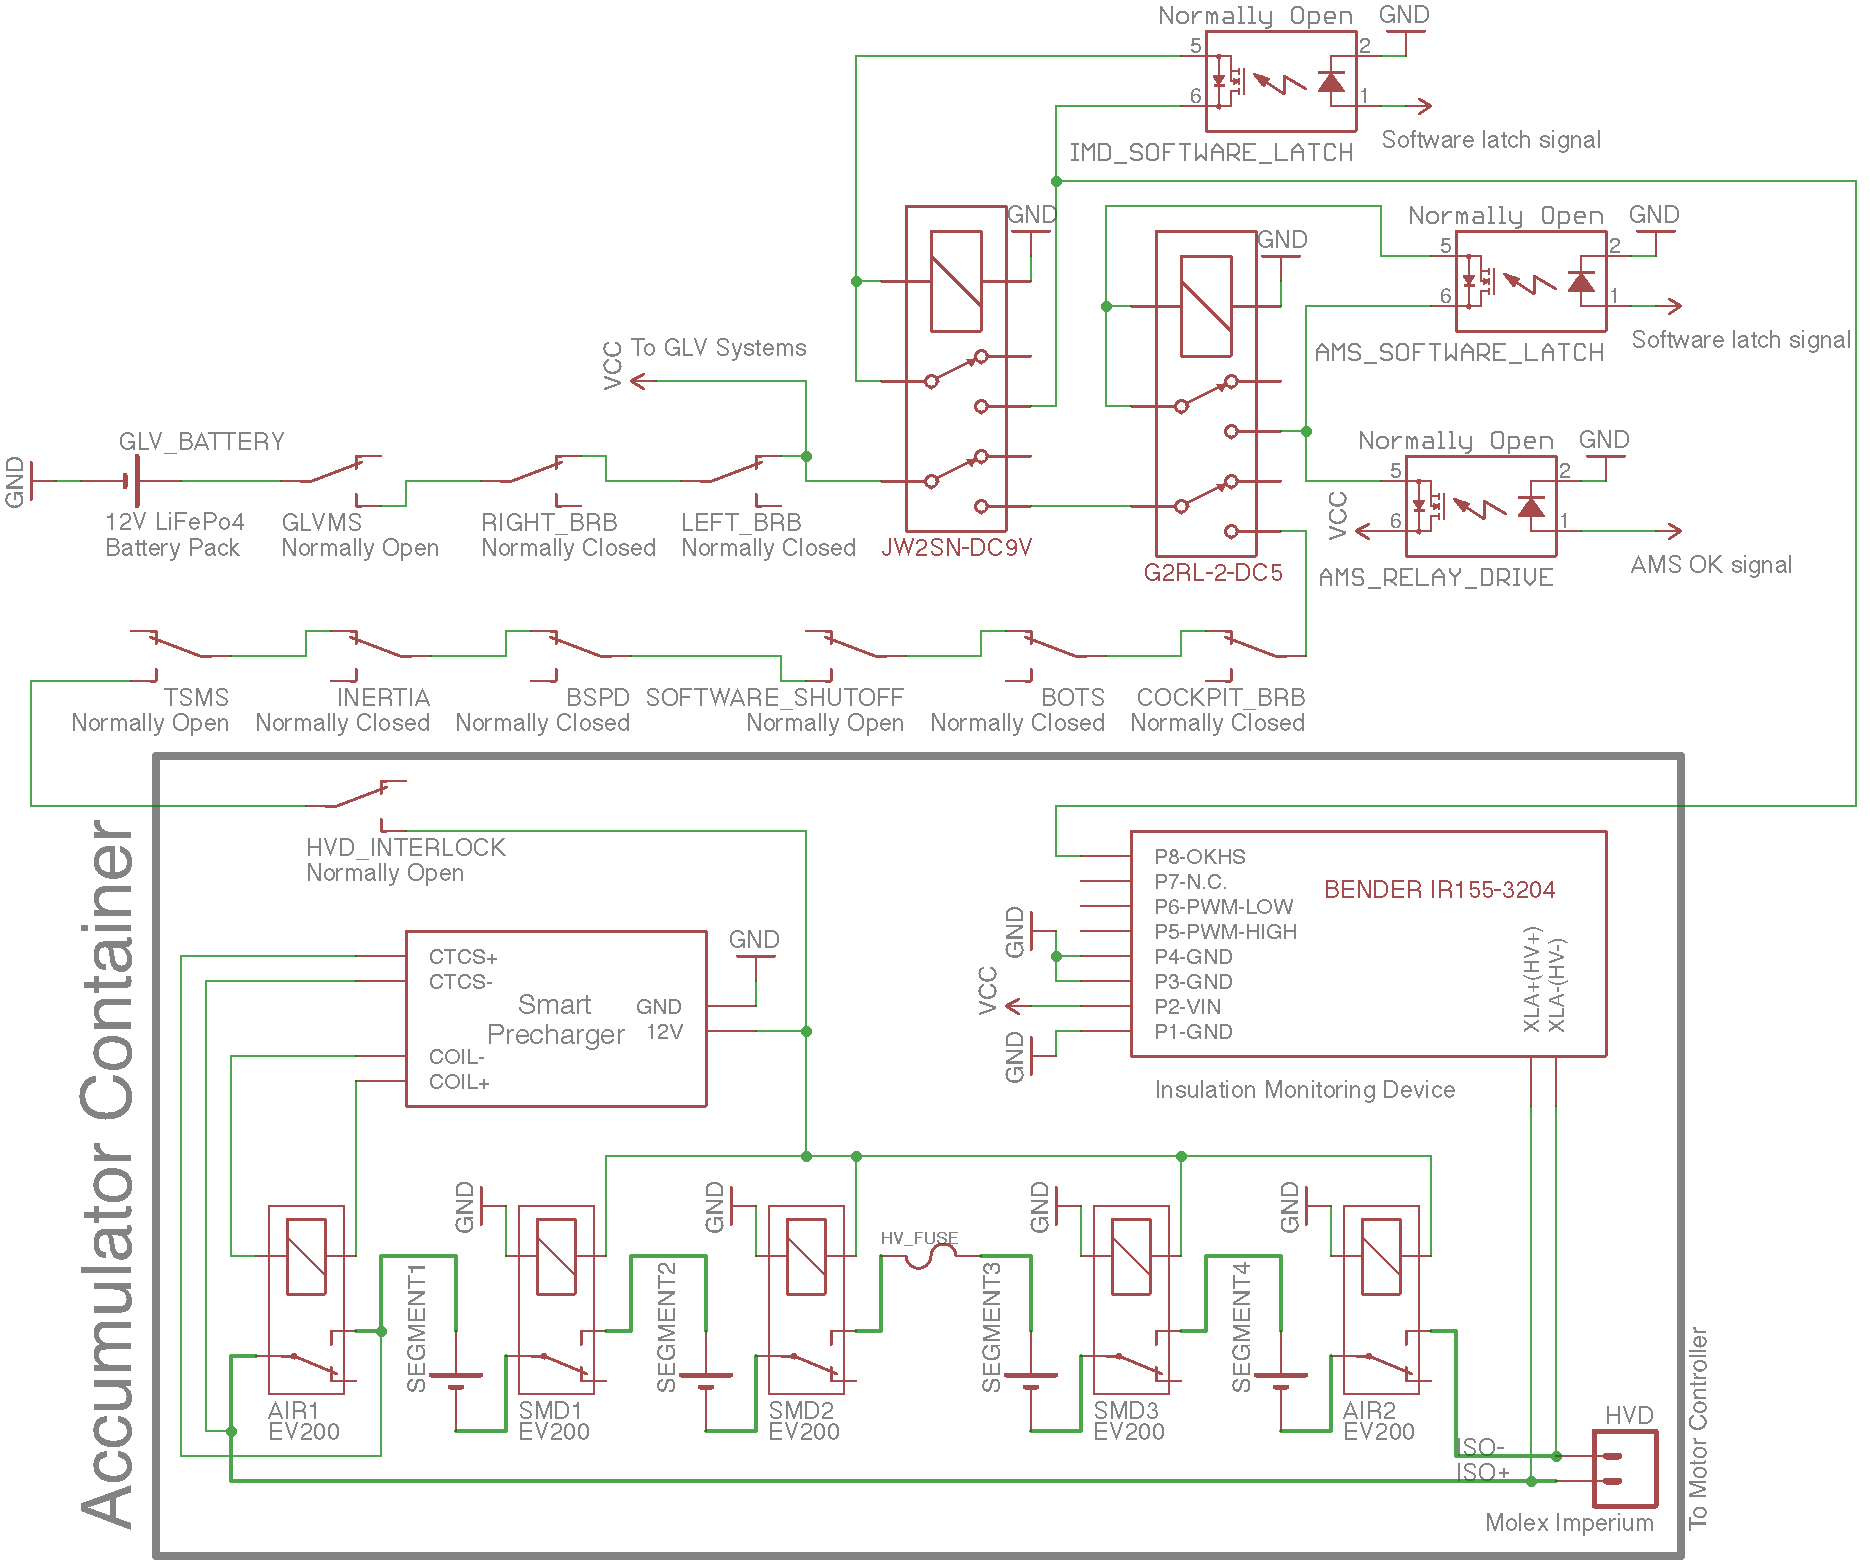 Normally Open
GND
5
2
6
1
IMD_SOFTWARE_LATCH
Software latch signal
GND
Normally Open
GND
5
2
6
1
AMS_SOFTWARE_LATCH
Software latch signal
GND
VCC
To GLV Systems
GND
GLV_BATTERY
12V LiFePo4
Battery Pack
GLVMS
Normally Open
RIGHT_BRB
Normally Closed
LEFT_BRB
Normally Closed
JW2SN-DC9V
G2RL-2-DC5
Normally Open
GND
5
2
VCC
6
1
AMS_RELAY_DRIVE
AMS OK signal
TSMS
Normally Open
INERTIA
Normally Closed
BSPD
Normally Closed
SOFTWARE_SHUTOFF
Normally Open
BOTS
Normally Closed
COCKPIT_BRB
Normally Closed
Accumulator Container
HVD_INTERLOCK
Normally Open
CTCS+
CTCS-
COIL-
COIL+
Smart
Precharger
GND
12V
GND
P8-OKHS
P7-N.C.
P6-PWM-LOW
P5-PWM-HIGH
P4-GND
P3-GND
P2-VIN
P1-GND
GND
VCC
GND
BENDER IR155-3204
XLA+(HV+)
XLA-(HV-)
Insulation Monitoring Device
AIR1
EV200
SEGMENT1
GND
SMD1
EV200
SEGMENT2
GND
SMD2
EV200
HV_FUSE
SEGMENT3
GND
SMD3
EV200
SEGMENT4
GND
AIR2
EV200
ISO-
ISO+
HVD
Molex Imperium
To Motor Controller